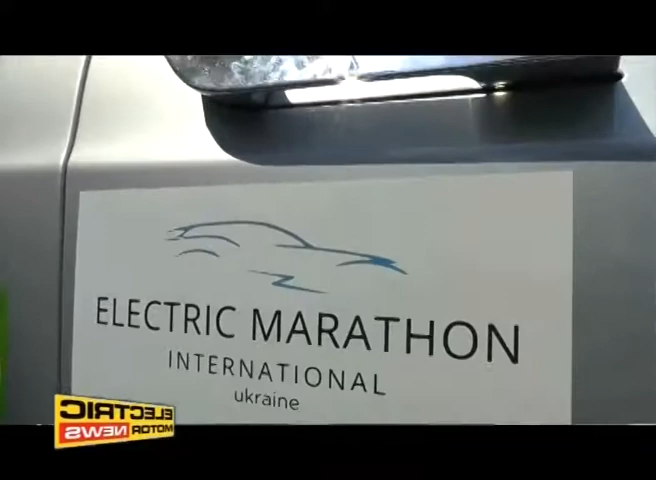 ELECTRIC MARATHON
INTERNATIONAL
ukraine
ELECTRIC
MOTOR NEWS